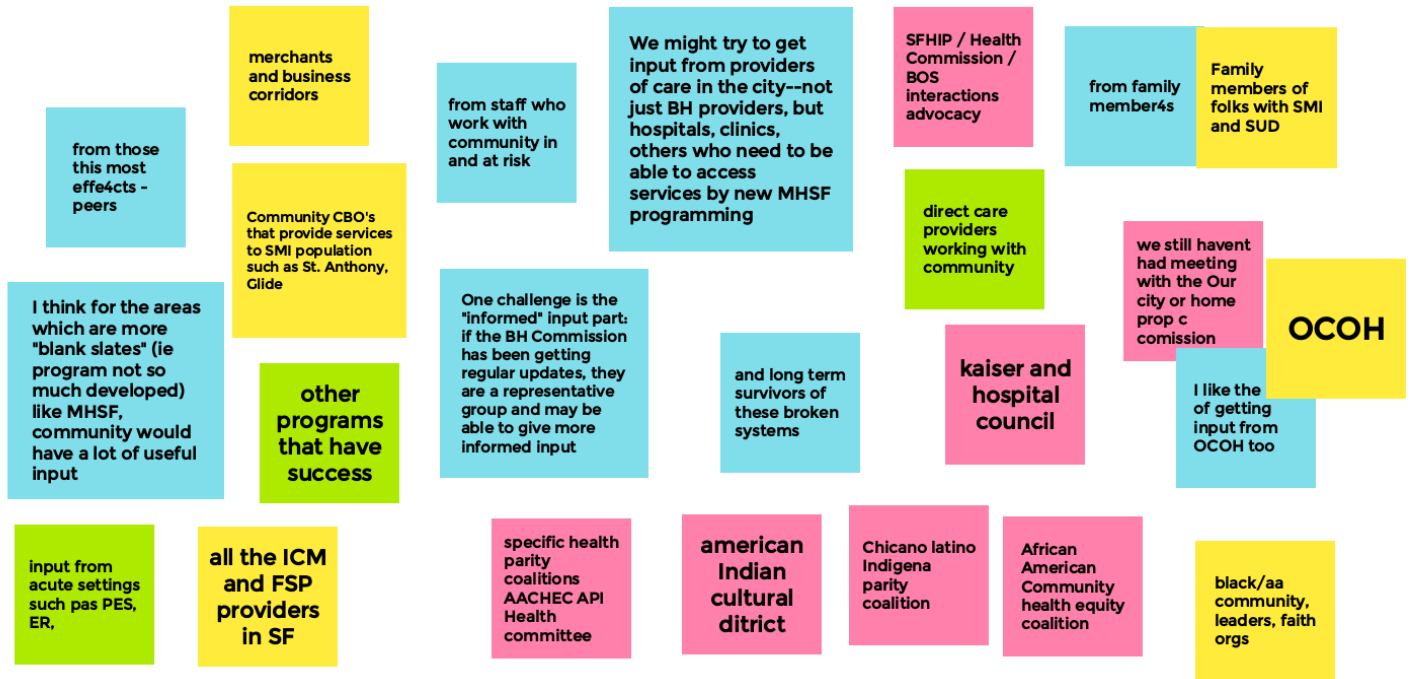 merchants
and business
corridors
from those
this most
effe4cts -
peers
Community CBO's
that provide services
to SMI population
such as St. Anthony,
Glide
from staff who
work with
community in
and at risk
We might try to get
input from providers
of care in the city--not
just BH providers, but
hospitals, clinics,
others who need to be
able to access
services by new MHSF
programming
SFHIP / Health
Commission /
BOS
interactions
advocacy
from family
member4s
Family
members of
folks with SMI
and SUD
direct care
providers
working with
community
we still havent
had meeting
with the Our
city or home
prop c
comission
OCOH
I like the
of getting
input from
OCOH too
I think for the areas
which are more
"blank slates" (ie
program not so
much developed)
like MHSF,
community would
have a lot of useful
input
other
programs
that have
success
One challenge is the
"informed" input part:
if the BH Commission
has been getting
regular updates, they
are a representative
group and may be
able to give more
informed input
and long term
survivors of
these broken
systems
kaiser and
hospital
council
input from
acute settings
such pas PES,
ER,
all the ICM
and FSP
providers
in SF
specific health
parity
coalitions
AACHEC API
Health
committee
american
Indian
cultural
ditrict
Chicano latino
Indigena
parity
coalition
African
American
Community
health equity
coalition
black/aa
community,
leaders, faith
orgs